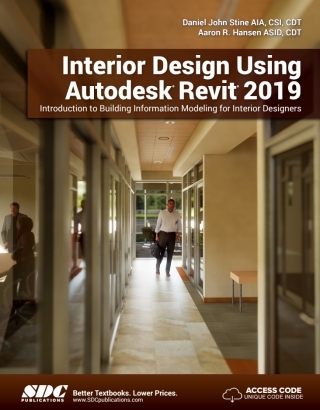 Daniel John Stine AIA, CSI, CDT
Aaron R. Hansen ASID, CDT
Interior Design Using
Autodesk® Revit® 2019
Introduction to Building Information Modeling for Interior Designers
SDC
PUBLICATIONS
Better Textbooks. Lower Prices.
www.SDCpublications.com
ACCESS CODE
UNIQUE CODE INSIDE